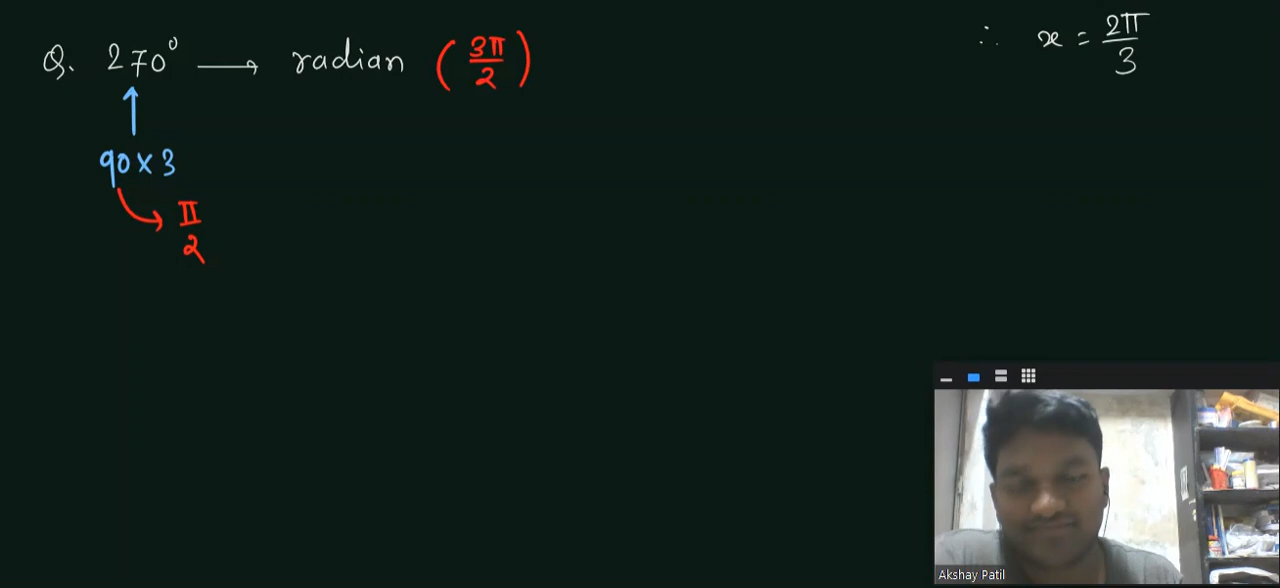 Q. 270° → radian (3π/2)
∴ x = 2π/3
90 × 3
π/2
Akshay Patil